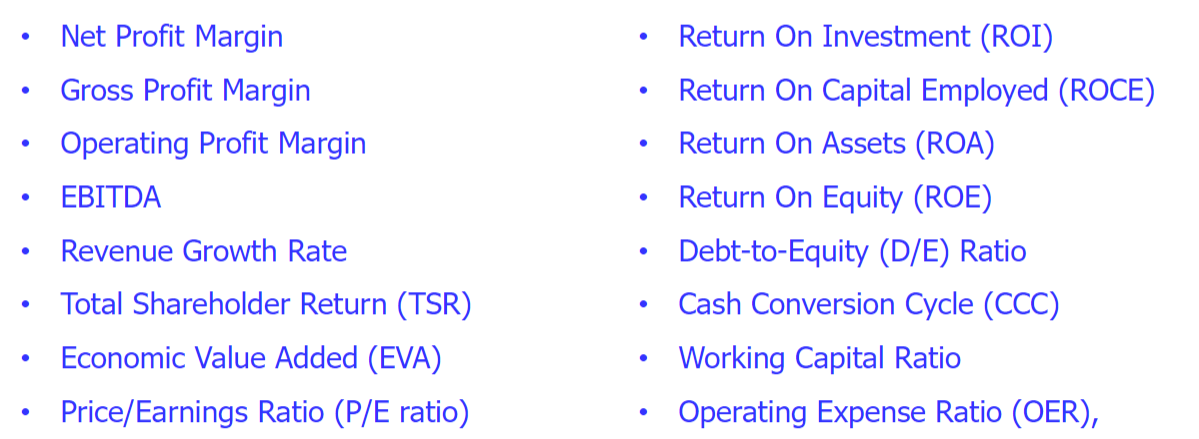 • Net Profit Margin
• Gross Profit Margin
• Operating Profit Margin
• EBITDA
• Revenue Growth Rate
• Total Shareholder Return (TSR)
• Economic Value Added (EVA)
• Price/Earnings Ratio (P/E ratio)
• Return On Investment (ROI)
• Return On Capital Employed (ROCE)
• Return On Assets (ROA)
• Return On Equity (ROE)
• Debt-to-Equity (D/E) Ratio
• Cash Conversion Cycle (CCC)
• Working Capital Ratio
• Operating Expense Ratio (OER),